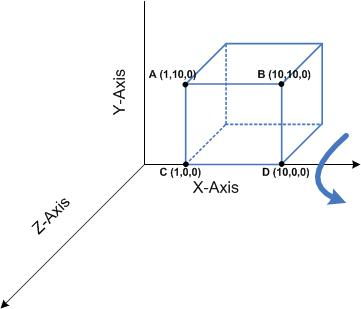 A (1,10,0)
B (10,10,0)
Y-Axis
C (1,0,0)
D (10,0,0)
X-Axis
Z-Axis